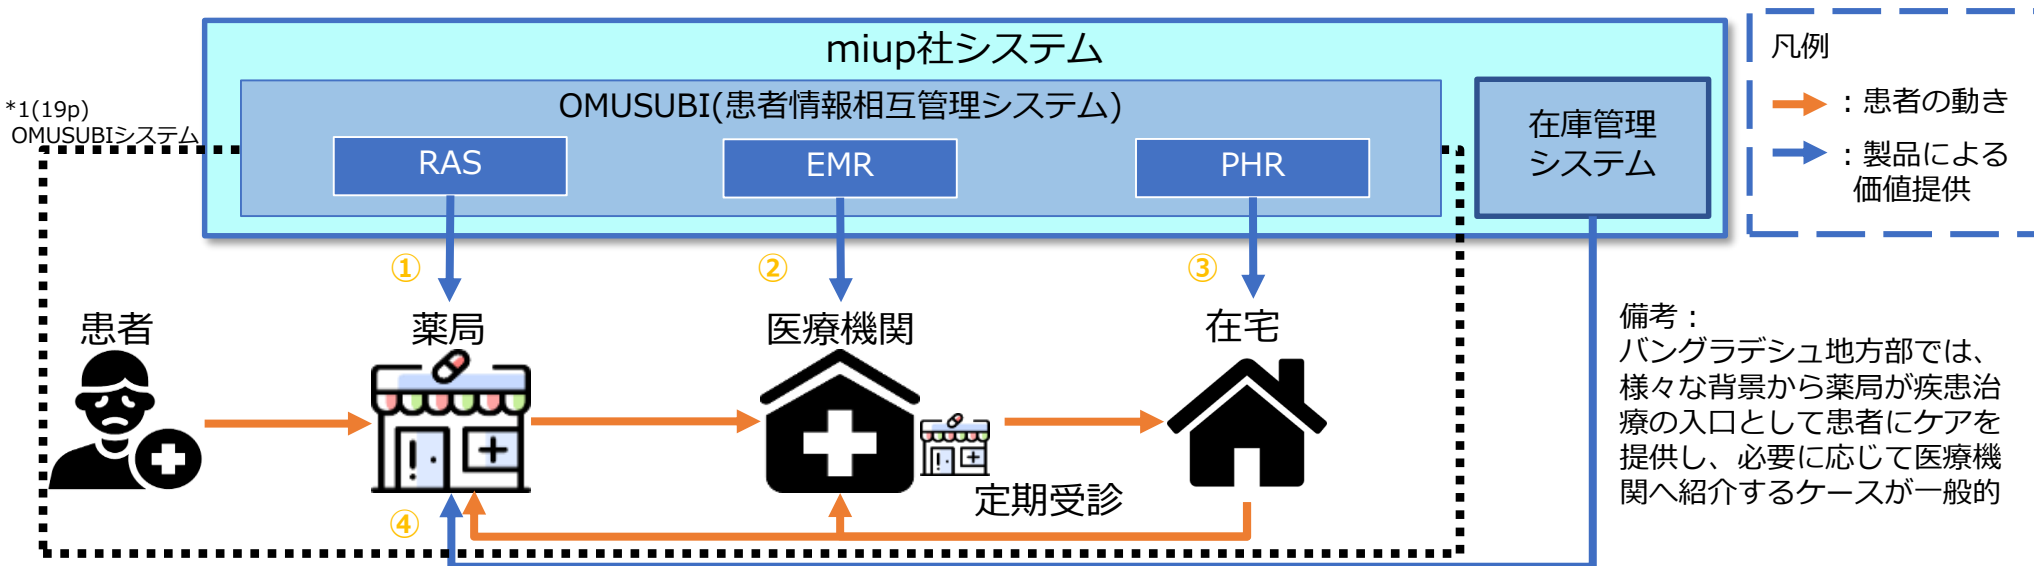 miup社システム
OMUSUBI(患者情報相互管理システム)
RAS
EMR
PHR
在庫管理
システム
凡例
：患者の動き
：製品による
価値提供
*1(19p)
OMUSUBIシステム
①
②
③
患者
薬局
医療機関
在宅
定期受診
④
備考：
バングラデシュ地方部では、
様々な背景から薬局が疾患治
療の入口として患者にケアを
提供し、必要に応じて医療機
関へ紹介するケースが一般的